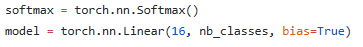 softmax = torch.nn.Softmax()
model = torch.nn.Linear(16, nb_classes, bias=True)